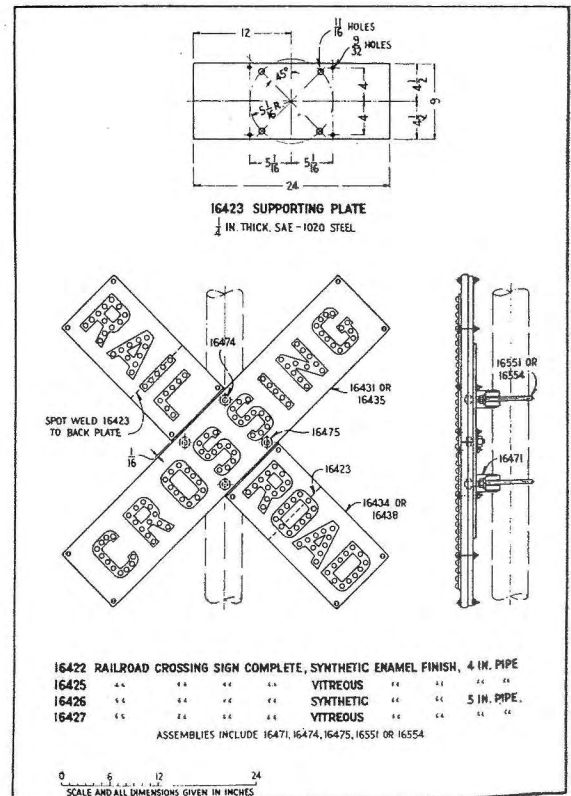 12
11/16 HOLES
9/32 HOLES
45°
5 1/16 R.
4
4
4 1/2
4 1/2
9
5 1/16
5 1/16
24
16423 SUPPORTING PLATE
1/4 IN. THICK. SAE-1020 STEEL
RAIL
ROAD
CROSSING
16474
16431 OR
16435
SPOT WELD 16423
TO BACK PLATE
1/16
16475
16423
16434 OR
16438
16551 OR
16554
16471
16422 RAILROAD CROSSING SIGN COMPLETE, SYNTHETIC ENAMEL FINISH, 4 IN. PIPE
16425 " " " " VITREOUS " " " "
16426 " " " " SYNTHETIC " " 5 IN. PIPE.
16427 " " " " VITREOUS " " " "
ASSEMBLIES INCLUDE 16471, 16474, 16475, 16551 OR 16554
0 6 12 24
SCALE AND ALL DIMENSIONS GIVEN IN INCHES